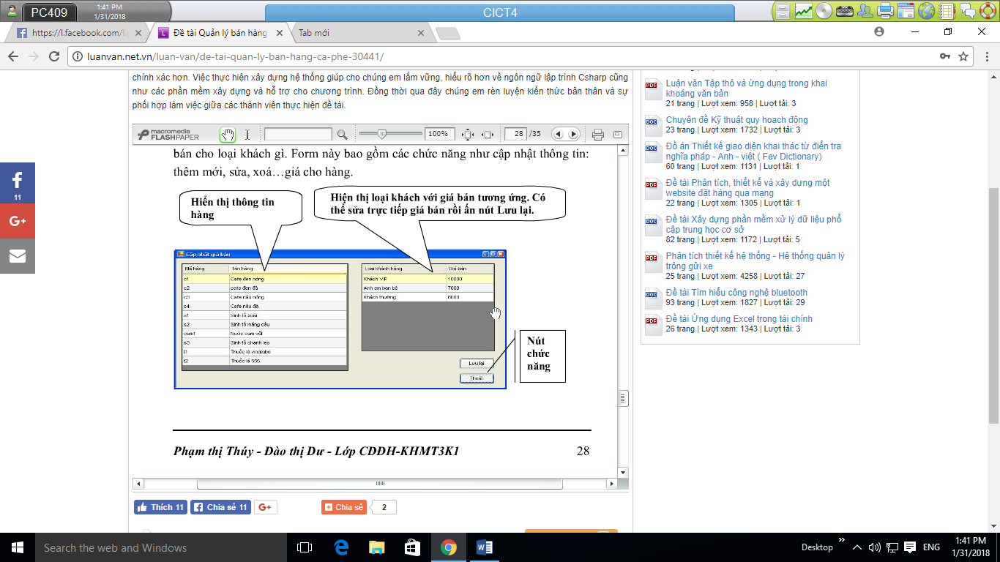 PC409
1:41 PM
1/31/2018
CICT4
https://l.facebook.com/l.
Đề tài Quản lý bán hàng
Tab mới
luanvan.net.vn/luan-van/de-tai-quan-ly-ban-hang-ca-phe-30441/
chính xác hơn. Việc thực hiện xây dựng hệ thống giúp cho chúng em lắm vững, hiểu rõ hơn về ngôn ngữ lập trình Csharp cũng
như các phần mềm xây dựng và hỗ trợ cho chương trình. Đồng thời qua đây chúng em rèn luyện kiến thức bản thân và sự
phối hợp làm việc giữa các thành viên thực hiện đề tài.
macromedia
FLASHPAPER
100%
28 /35
bán cho loại khách gì. Form này bao gồm các chức năng như cập nhật thông tin:
thêm mới, sửa, xoá…giá cho hàng.
Hiển thị thông tin
hàng
Hiện thị loại khách với giá bán tương ứng. Có
thể sửa trực tiếp giá bán rồi ấn nút Lưu lại.
Cập nhật giá bán
Mã hàng Tên hàng
c1 Cafe đen nóng
c2 cafe đen đá
c3 Cafe nâu nóng
c4 Cafe nâu đá
x1 Sinh tố xoài
s2 Sinh tố mãng cầu
cam1 Nước cam vắt
s3 Sinh tố chanh leo
t1 Thuốc lá vinataba
t2 Thuốc lá 555
Loại khách hàng Giá bán
Khách VIP 10000
Anh em bạn bè 7000
Khách thường 8000
Lưu lại
Thoát
Nút
chức
năng
Phạm thị Thúy - Đào thị Dư - Lớp CĐĐH-KHMT3K1 28
11
G+
Thích 11
Chia sẻ 11
G+
Chia sẻ
2
Luận văn Tập thô và ứng dụng trong khai
khoáng văn bản
21 trang | Lượt xem: 958 | Lượt tải: 3
Chuyên đề Kỹ thuật quy hoạch động
23 trang | Lượt xem: 1732 | Lượt tải: 3
Đồ án Thiết kế giao diện khai thác từ điển tra
nghĩa pháp - Anh - việt ( Fev Dictionary)
60 trang | Lượt xem: 1131 | Lượt tải: 1
Đề tài Phân tích, thiết kế và xây dựng một
website đặt hàng qua mạng
22 trang | Lượt xem: 1305 | Lượt tải: 1
Đề tài Xây dựng phần mềm xử lý dữ liệu phổ
cập trung học cơ sở
82 trang | Lượt xem: 1172 | Lượt tải: 5
Phân tích thiết kế hệ thống - Hệ thống quản lý
trông gửi xe
25 trang | Lượt xem: 4258 | Lượt tải: 27
Đề tài Tìm hiểu công nghệ bluetooth
93 trang | Lượt xem: 1827 | Lượt tải: 29
Đề tài Ứng dụng Excel trong tài chính
26 trang | Lượt xem: 1343 | Lượt tải: 3
PDF
DOC
DOC
PDF
PDF
PDF
DOC
PDF
Search the web and Windows
Desktop
ENG
1:41 PM
1/31/2018